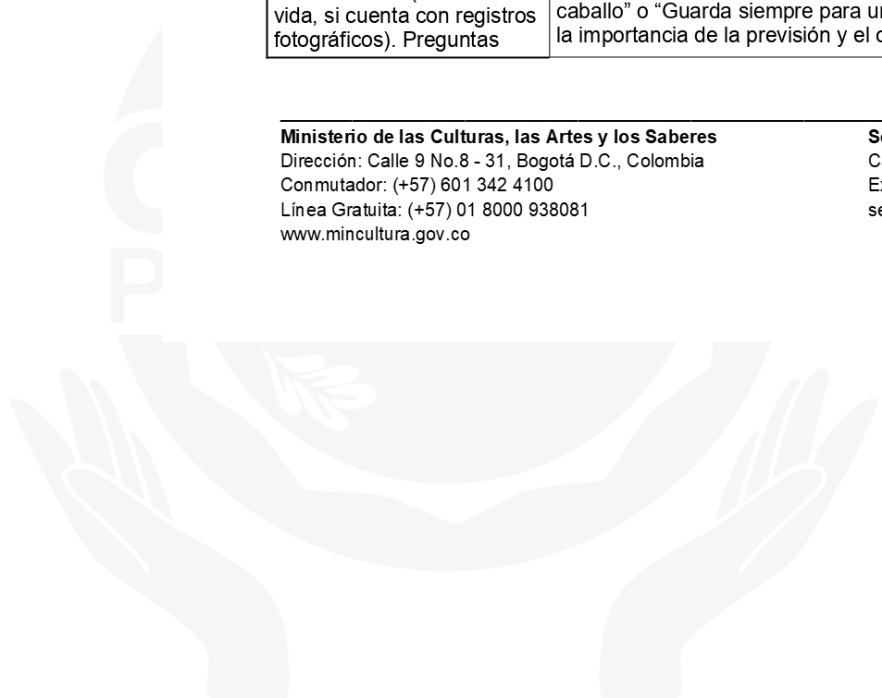 vida, si cuenta con registros
fotográficos). Preguntas
caballo” o “Guarda siempre para
la importancia de la previsión y el
Ministerio de las Culturas, las Artes y los Saberes
Dirección: Calle 9 No.8 - 31, Bogotá D.C., Colombia
Conmutador: (+57) 601 342 4100
Línea Gratuita: (+57) 01 8000 938081
www.mincultura.gov.co